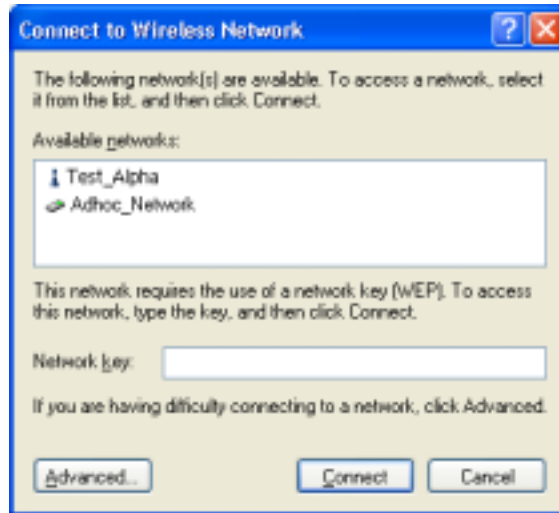 Connect to Wireless Network
The following network(s) are available. To access a network, select
it from the list, and then click Connect.
Available networks:
Test_Alpha
Adhoc_Network
This network requires the use of a network key (WEP). To access
this network, type the key, and then click Connect.
Network key:
If you are having difficulty connecting to a network, click Advanced.
Advanced... Connect Cancel